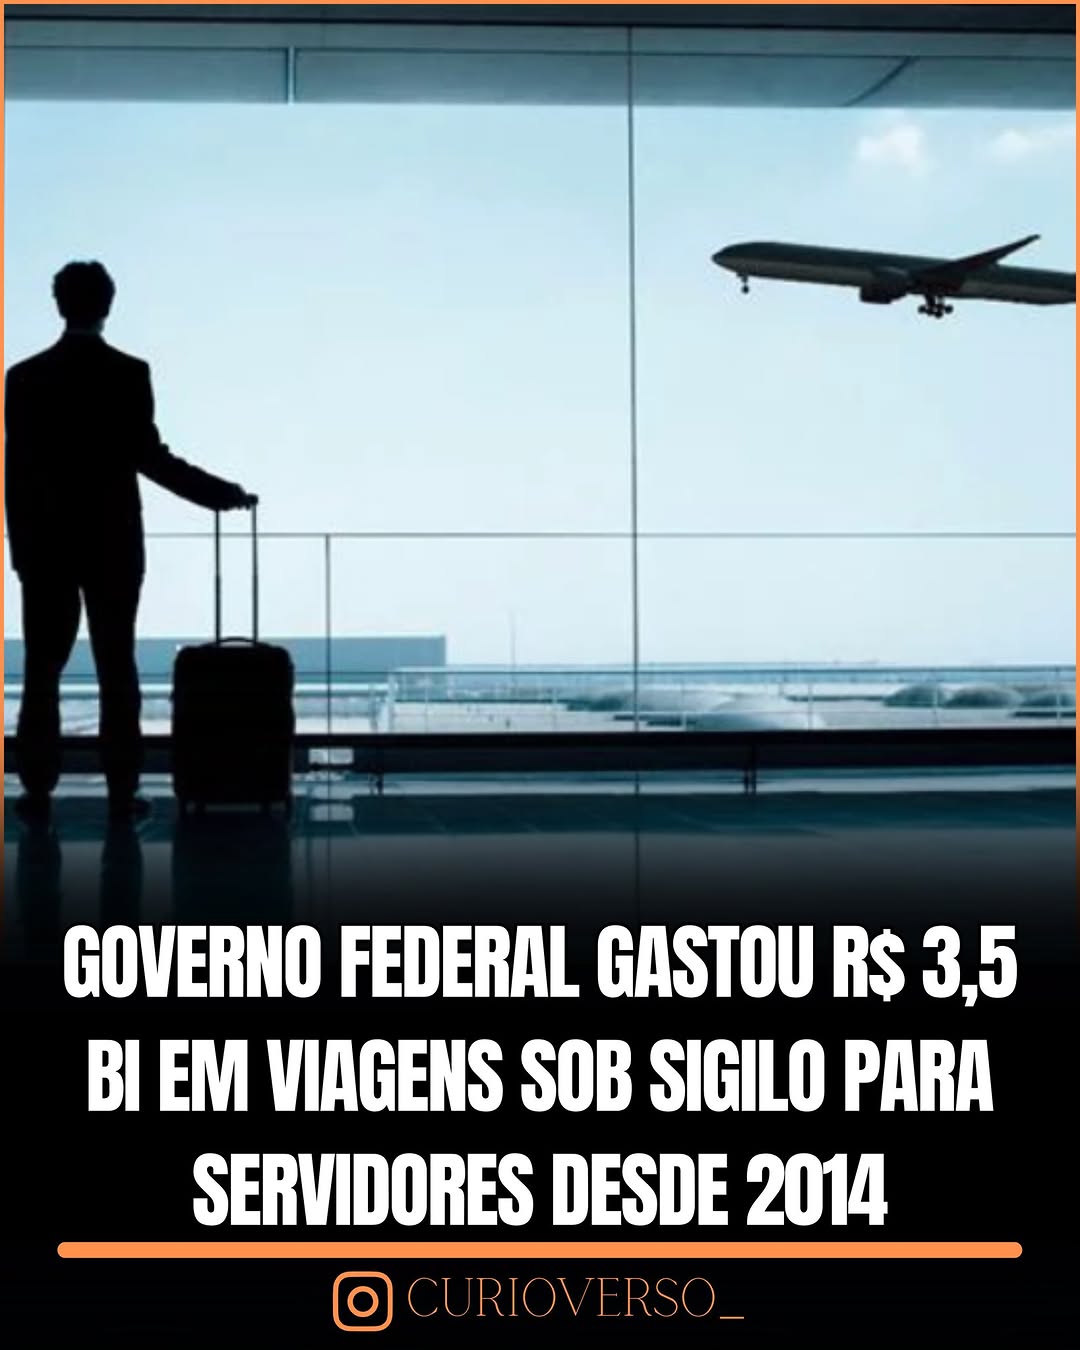 GOVERNO FEDERAL GASTOU R$ 3,5
BI EM VIAGENS SOB SIGILO PARA
SERVIDORES DESDE 2014
CURIOVERSO_